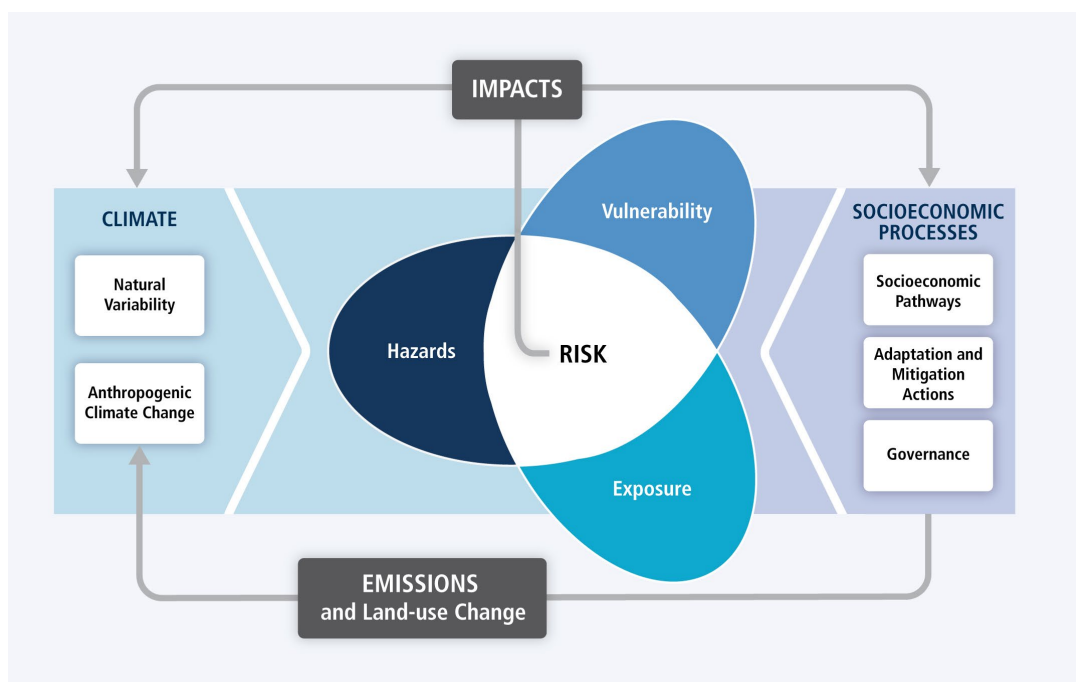 IMPACTS
CLIMATE
Natural
Variability
Anthropogenic
Climate Change
Vulnerability
Hazards
RISK
Exposure
SOCIOECONOMIC
PROCESSES
Socioeconomic
Pathways
Adaptation and
Mitigation
Actions
Governance
EMISSIONS
and Land-use Change